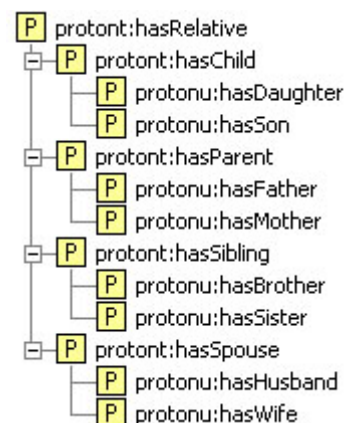 P protont:hasRelative
P protont:hasChild
P protonu:hasDaughter
P protonu:hasSon
P protont:hasParent
P protonu:hasFather
P protonu:hasMother
P protont:hasSibling
P protonu:hasBrother
P protonu:hasSister
P protont:hasSpouse
P protonu:hasHusband
P protonu:hasWife